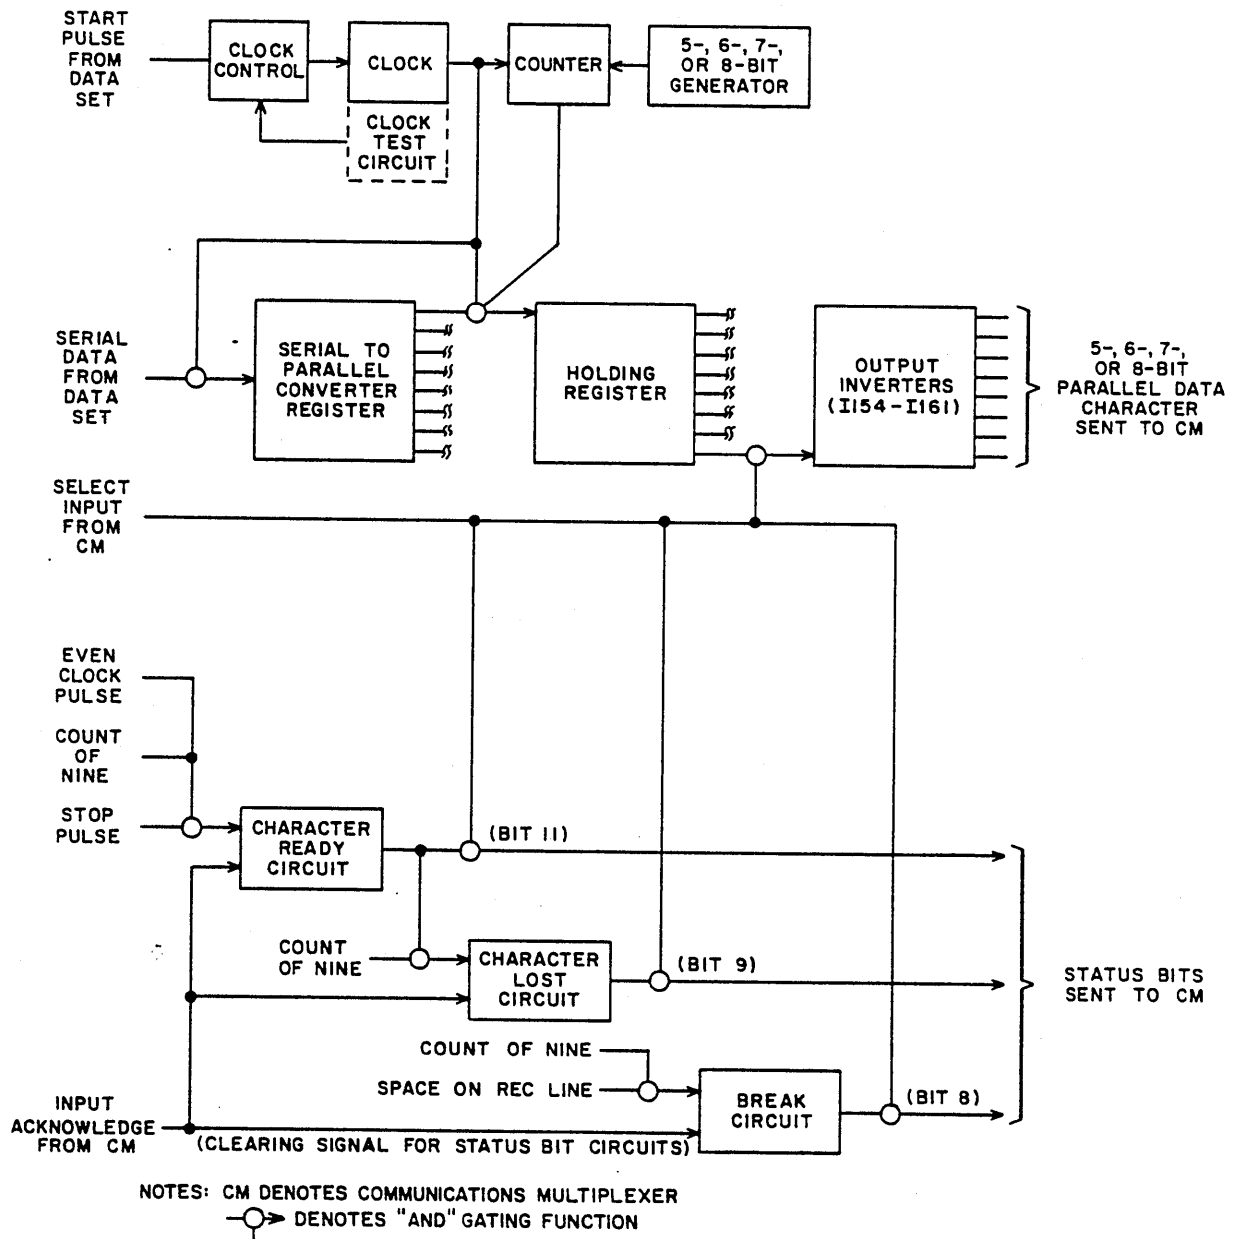 START
PULSE
FROM
DATA
SET
CLOCK
CONTROL
CLOCK
COUNTER
5-, 6-, 7-,
OR 8-BIT
GENERATOR
CLOCK
TEST
CIRCUIT
SERIAL
DATA
FROM
DATA
SET
SERIAL TO
PARALLEL
CONVERTER
REGISTER
HOLDING
REGISTER
OUTPUT
INVERTERS
(I154-I161)
5-, 6-, 7-,
OR 8-BIT
PARALLEL DATA
CHARACTER
SENT TO CM
SELECT
INPUT
FROM
CM
EVEN
CLOCK
PULSE
COUNT
OF
NINE
STOP
PULSE
CHARACTER
READY
CIRCUIT
(BIT 11)
COUNT
OF NINE
CHARACTER
LOST
CIRCUIT
(BIT 9)
STATUS BITS
SENT TO CM
COUNT OF NINE
SPACE ON REC LINE
BREAK
CIRCUIT
(BIT 8)
INPUT
ACKNOWLEDGE
FROM CM
(CLEARING SIGNAL FOR STATUS BIT CIRCUITS)
NOTES: CM DENOTES COMMUNICATIONS MULTIPLEXER
DENOTES "AND" GATING FUNCTION